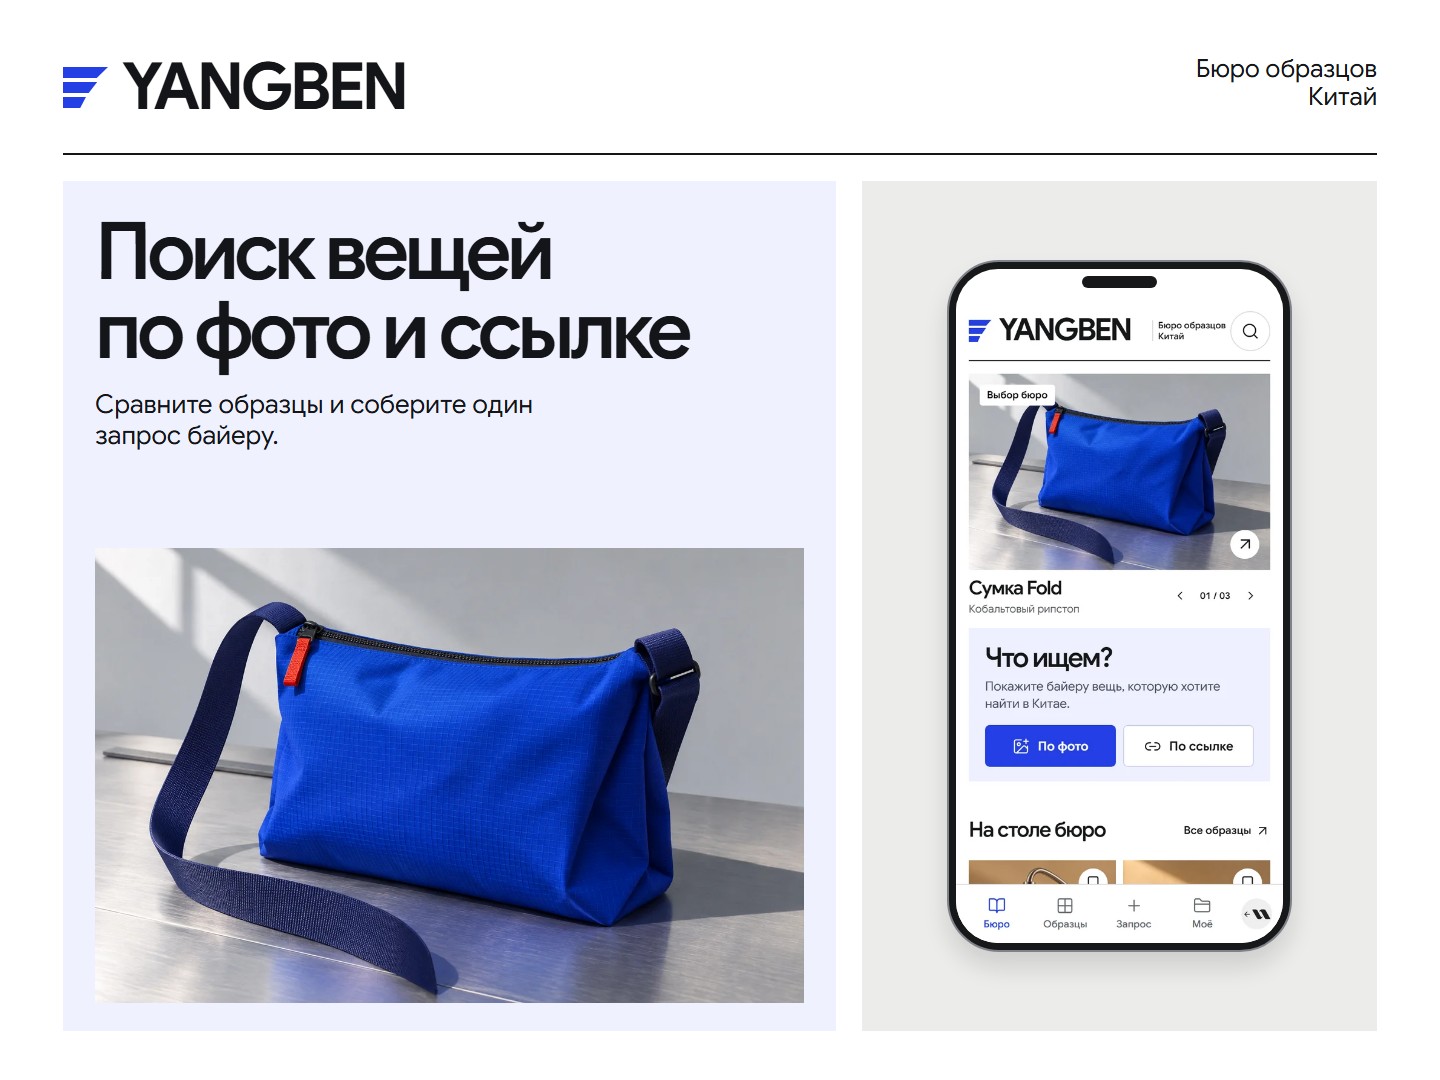 YANGBEN
Бюро образцов
Китай
Поиск вещей
по фото и ссылке
Сравните образцы и соберите один
запрос байеру.
YANGBEN
Бюро образцов
Китай
Выбор бюро
Сумка Fold
Кобальтовый рипстоп
01 / 03
Что ищем?
Покажите байеру вещь, которую хотите
найти в Китае.
По фото
По ссылке
На столе бюро
Все образцы
Бюро
Образцы
Запрос
Моё